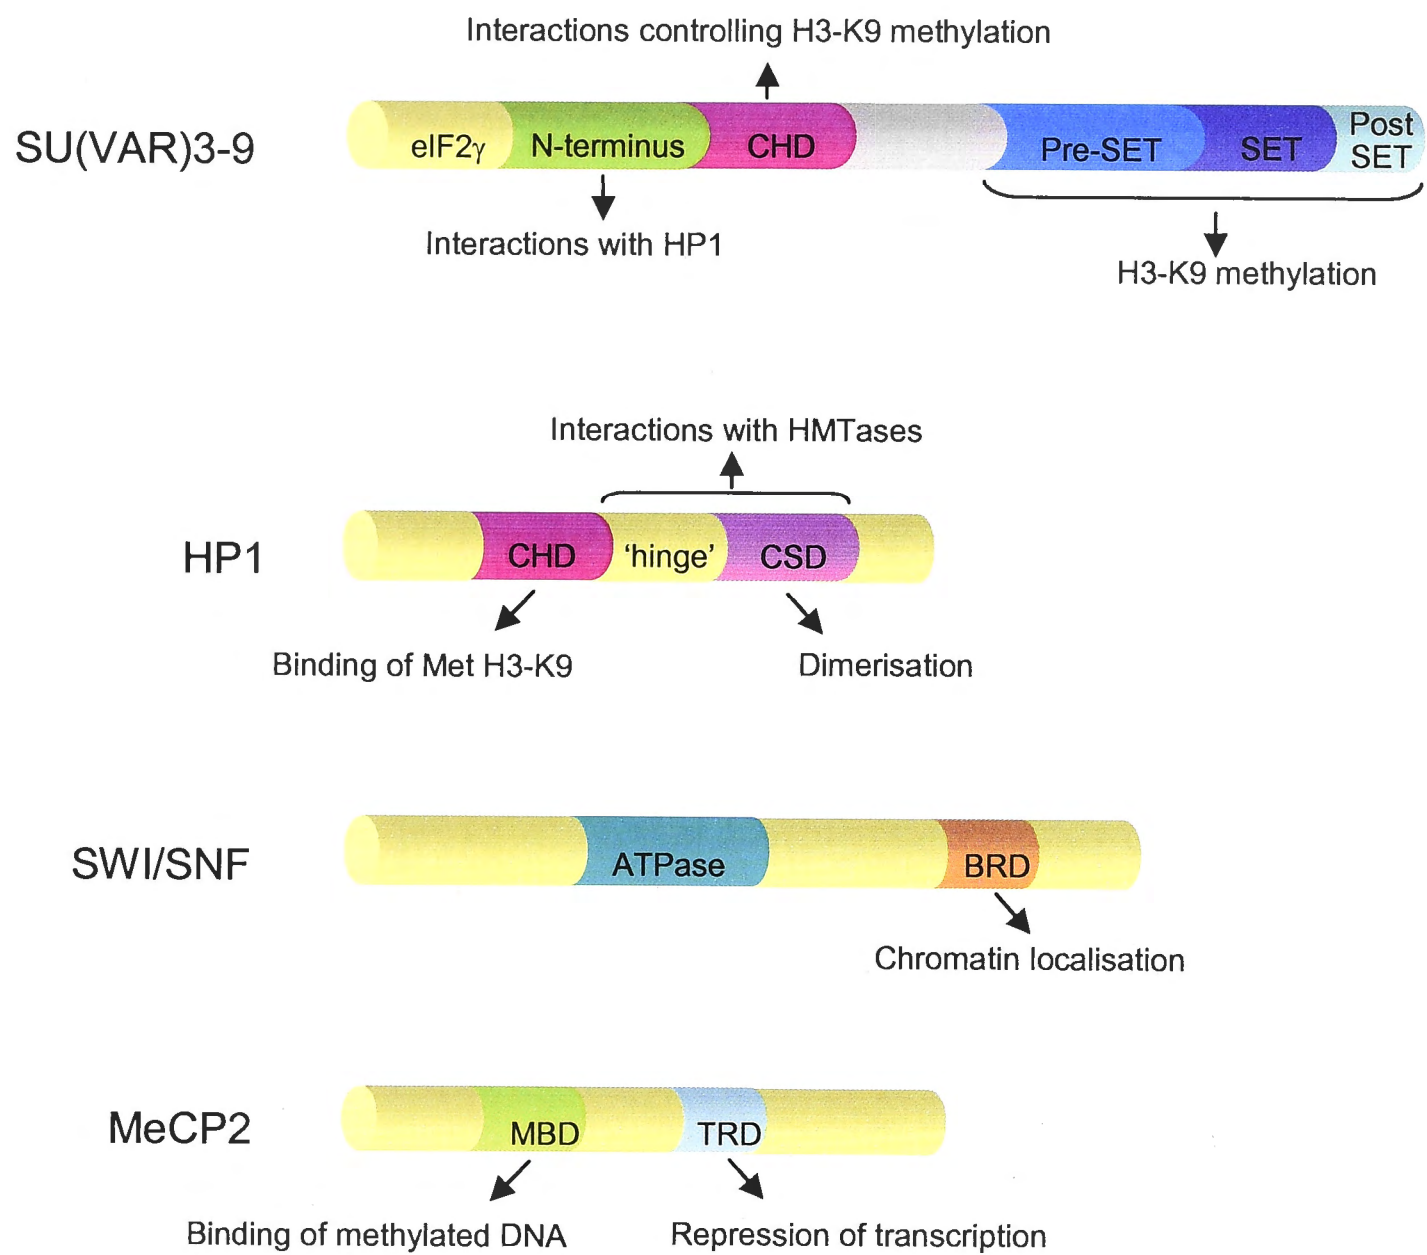 Interactions controlling H3-K9 methylation
SU(VAR)3-9
eIF2γ
N-terminus
CHD
Pre-SET
SET
Post
SET
Interactions with HP1
H3-K9 methylation
Interactions with HMTases
HP1
CHD
‘hinge’
CSD
Binding of Met H3-K9
Dimerisation
SWI/SNF
ATPase
BRD
Chromatin localisation
MeCP2
MBD
TRD
Binding of methylated DNA
Repression of transcription